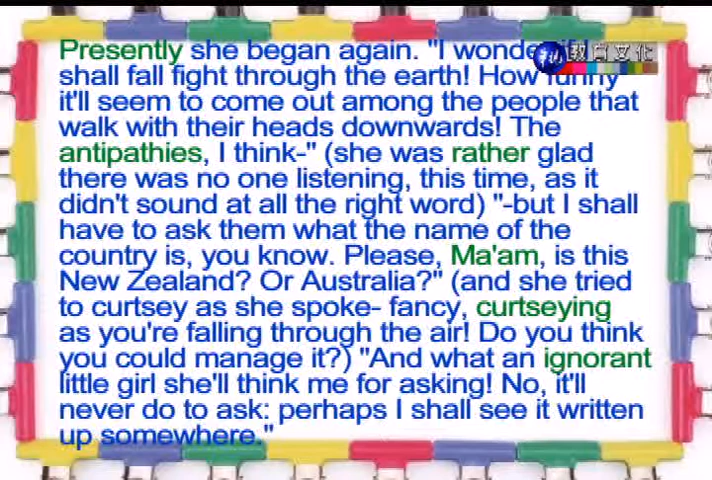 Presently she began again. "I wonde
shall fall fight through the earth! How funny
it'll seem to come out among the people that
walk with their heads downwards! The
antipathies, I think-" (she was rather glad
there was no one listening, this time, as it
didn't sound at all the right word) "-but I shall
have to ask them what the name of the
country is, you know. Please, Ma'am, is this
New Zealand? Or Australia?" (and she tried
to curtsey as she spoke- fancy, curtseying
as you're falling through the air! Do you think
you could manage it?) "And what an ignorant
little girl she'll think me for asking! No, it'll
never do to ask: perhaps I shall see it written
up somewhere."
教育文化